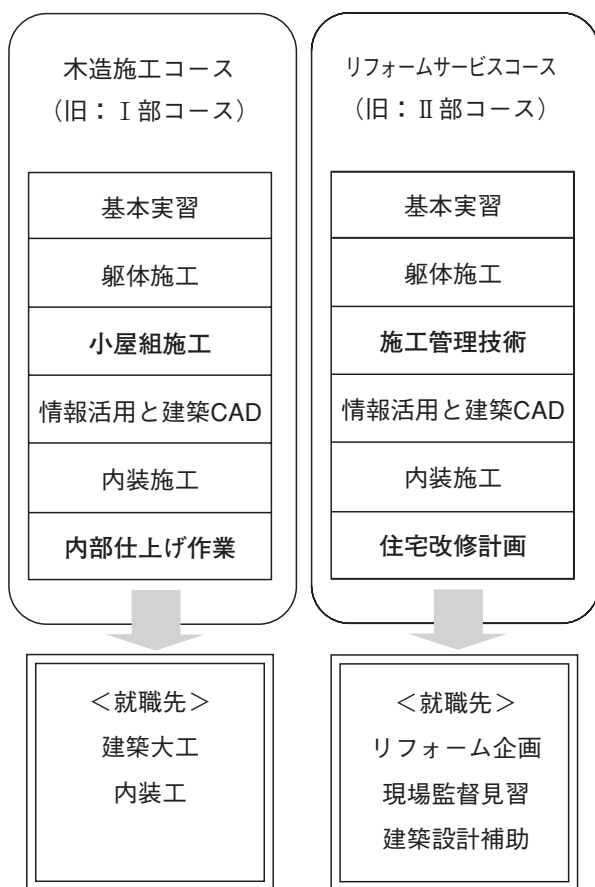 木造施工コース
（旧：Ⅰ部コース）
基本実習
躯体施工
小屋組施工
情報活用と建築CAD
内装施工
内部仕上げ作業
＜就職先＞
建築大工
内装工
リフォームサービスコース
（旧：Ⅱ部コース）
基本実習
躯体施工
施工管理技術
情報活用と建築CAD
内装施工
住宅改修計画
＜就職先＞
リフォーム企画
現場監督見習
建築設計補助